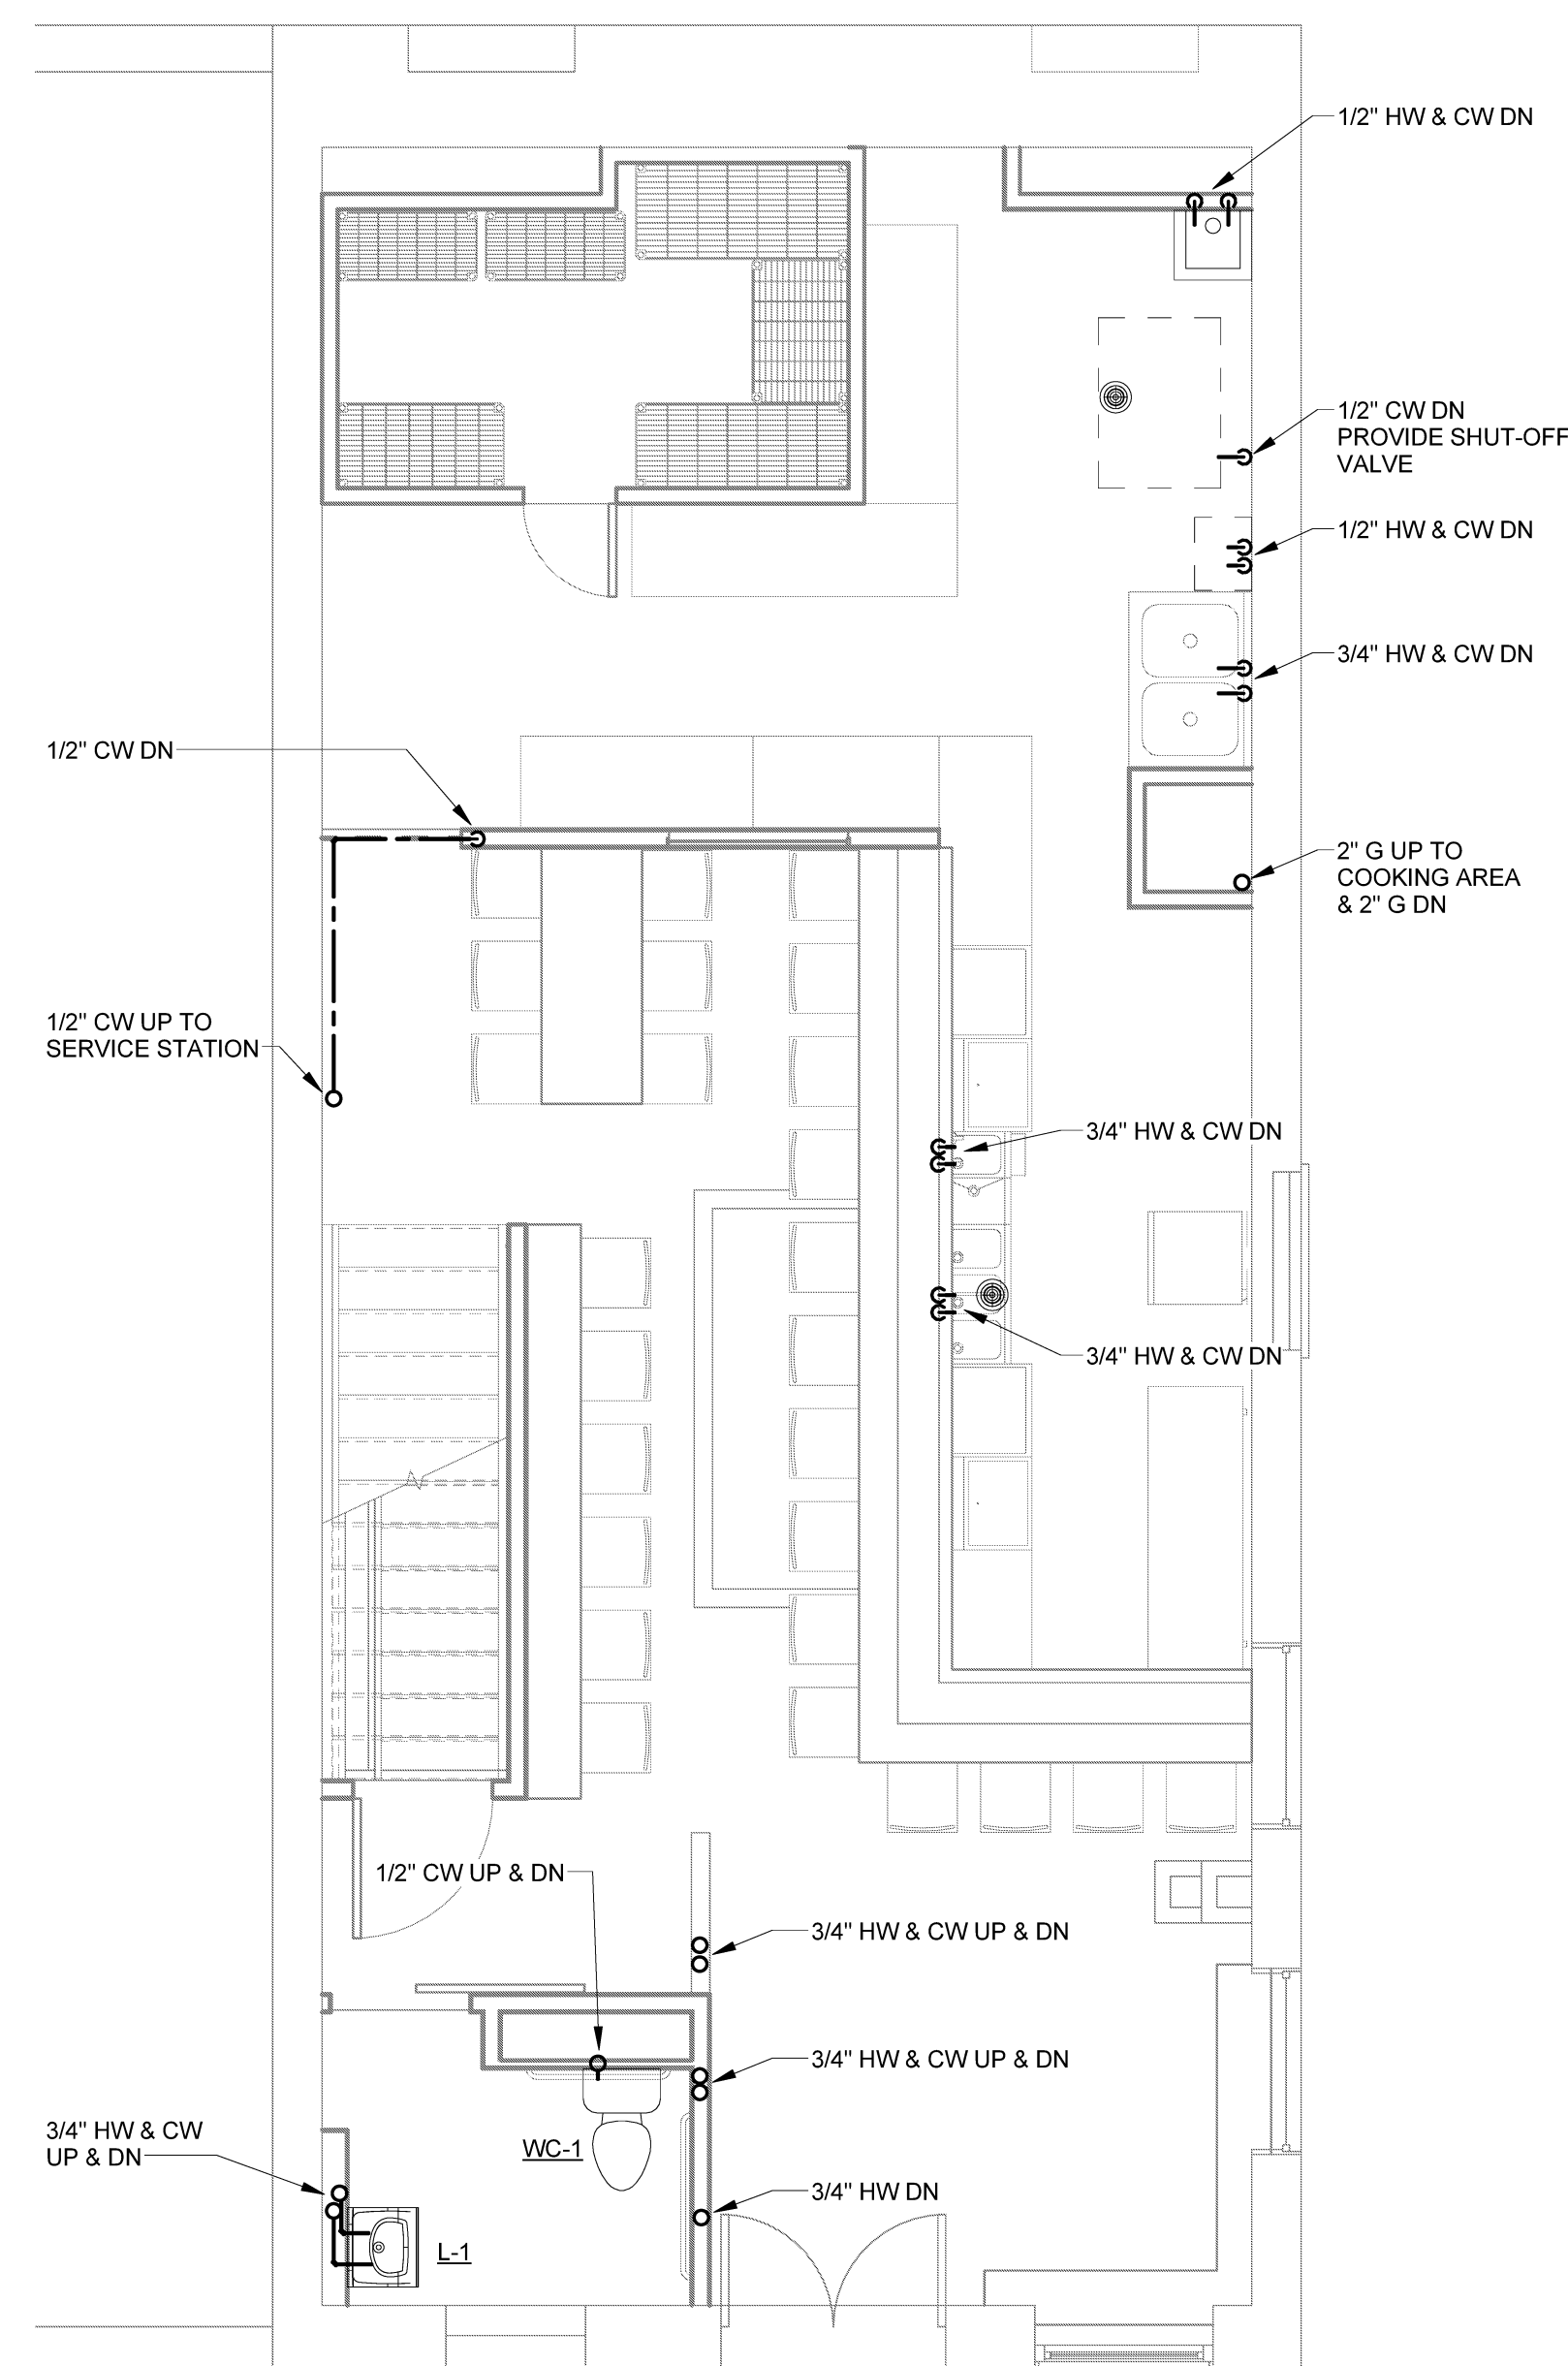 1/2" HW & CW DN
1/2" CW DN
PROVIDE SHUT-OFF
VALVE
1/2" HW & CW DN
3/4" HW & CW DN
1/2" CW DN
2" G UP TO
COOKING AREA
& 2" G DN
1/2" CW UP TO
SERVICE STATION
3/4" HW & CW DN
3/4" HW & CW DN
1/2" CW UP & DN
3/4" HW & CW UP & DN
3/4" HW & CW UP & DN
3/4" HW & CW
UP & DN
WC-1
3/4" HW DN
L-1